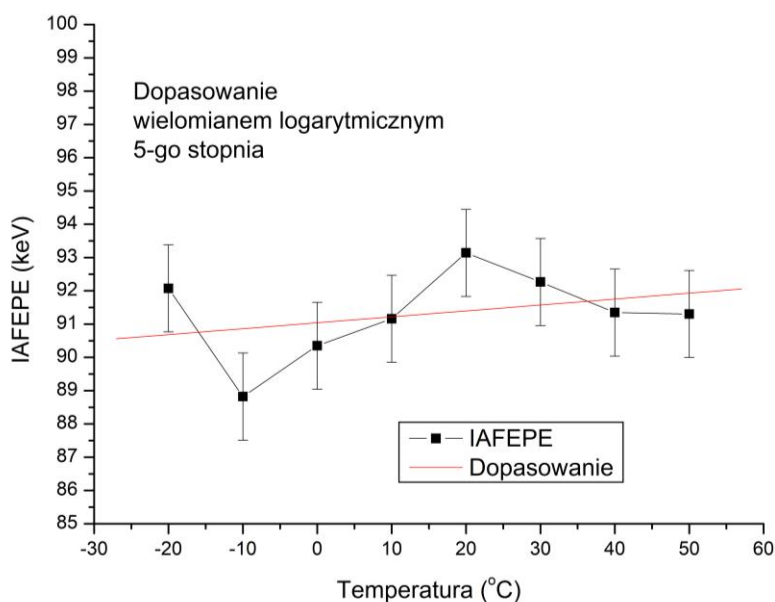 100
99
98
97
96
95
94
93
92
91
90
89
88
87
86
85
IAFEPE (keV)
Dopasowanie
wielomianem logarytmicznym
5-go stopnia
IAFEPE
Dopasowanie
-30 -20 -10 0 10 20 30 40 50 60
Temperatura (°C)